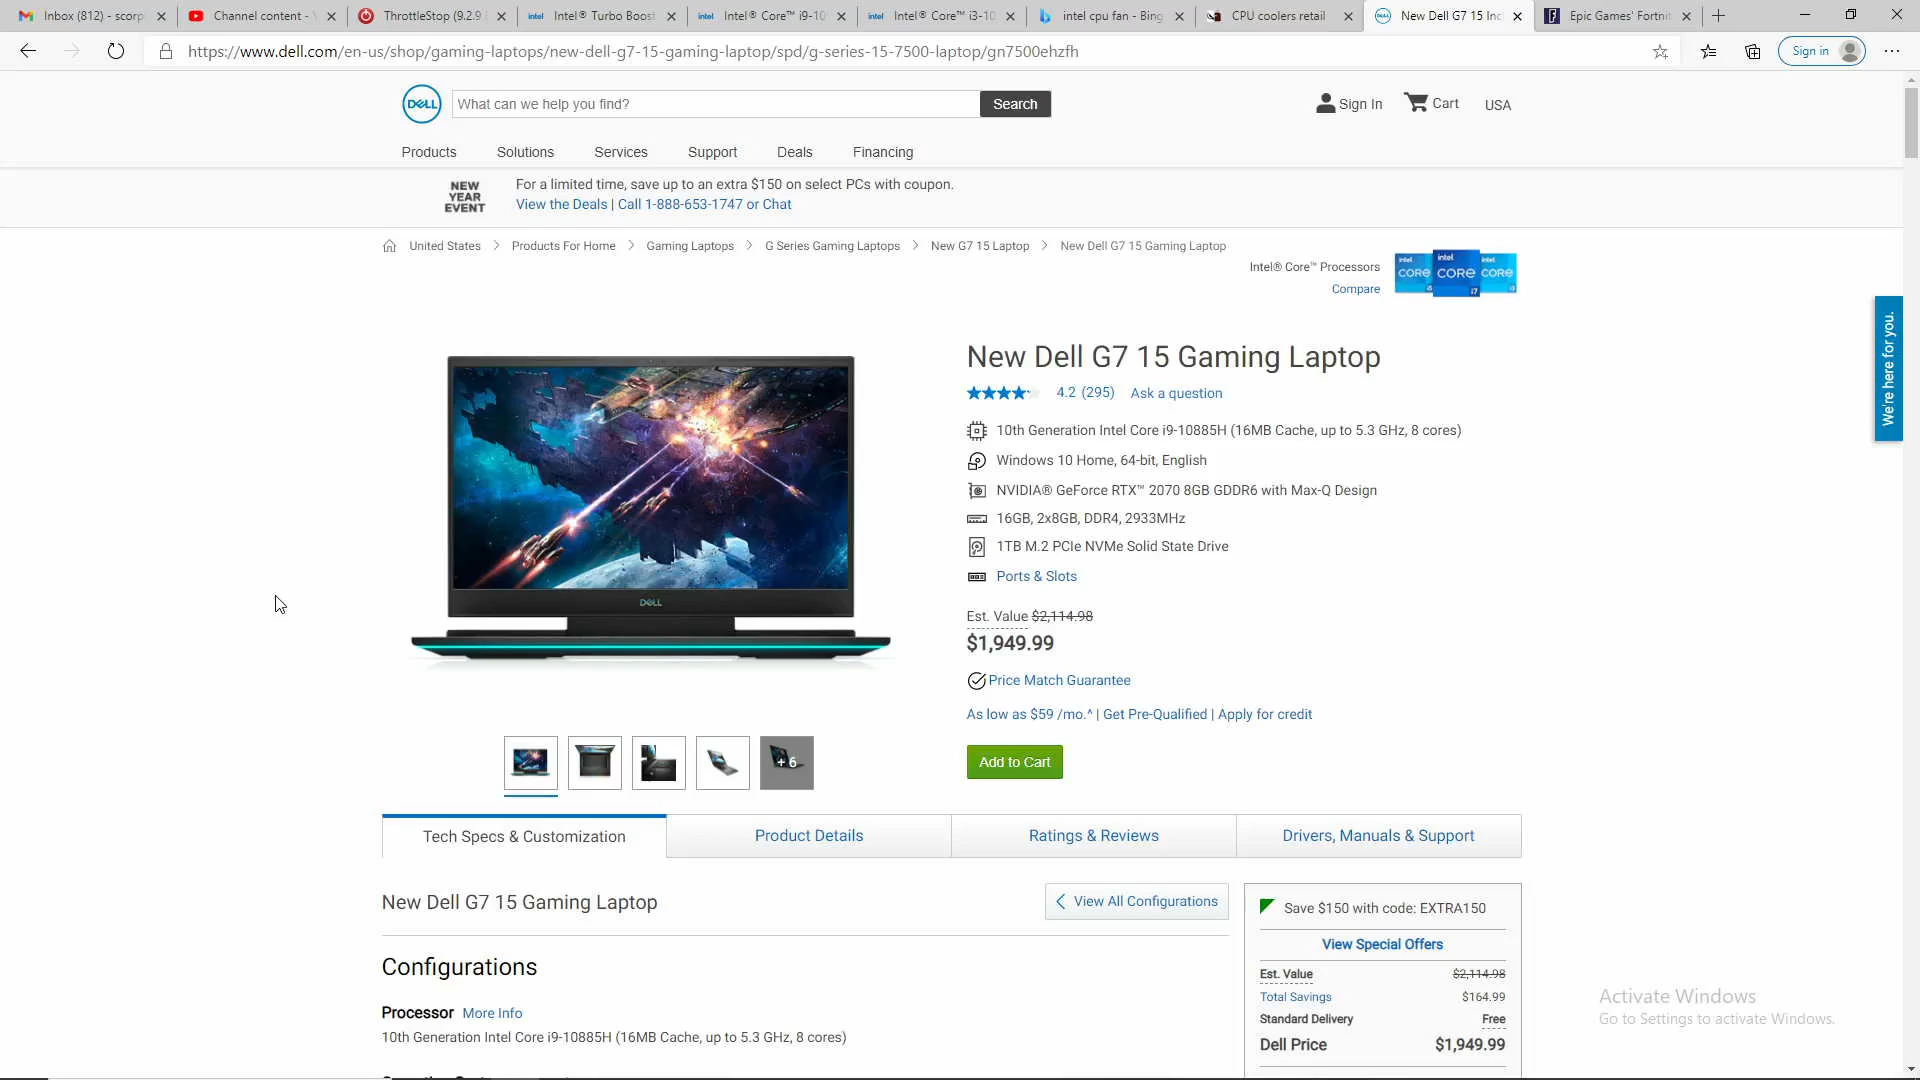 Inbox (812) - scorp
Channel content -
ThrottleStop (9.2.9
Intel® Turbo Boost
Intel® Core™ i9-10
Intel® Core™ i3-10
intel cpu fan - Bing
CPU coolers retail
New Dell G7 15 Inc
Epic Games' Fortnit
https://www.dell.com/en-us/shop/gaming-laptops/new-dell-g7-15-gaming-laptop/spd/g-series-15-7500-laptop/gn7500ehzfh
Sign in
DELL
What can we help you find?
Search
Sign In
Cart
USA
Products
Solutions
Services
Support
Deals
Financing
NEW
YEAR
EVENT
For a limited time, save up to an extra $150 on select PCs with coupon.
View the Deals | Call 1-888-653-1747 or Chat
United States > Products For Home > Gaming Laptops > G Series Gaming Laptops > New G7 15 Laptop > New Dell G7 15 Gaming Laptop
Intel® Core™ Processors
Compare
intel CORE
intel CORE i7
intel CORE
We're here for you.
New Dell G7 15 Gaming Laptop
4.2 (295)
Ask a question
10th Generation Intel Core i9-10885H (16MB Cache, up to 5.3 GHz, 8 cores)
Windows 10 Home, 64-bit, English
NVIDIA® GeForce RTX™ 2070 8GB GDDR6 with Max-Q Design
16GB, 2x8GB, DDR4, 2933MHz
1TB M.2 PCIe NVMe Solid State Drive
Ports & Slots
DELL
Est. Value $2,114.98
$1,949.99
Price Match Guarantee
As low as $59 /mo.^ | Get Pre-Qualified | Apply for credit
Add to Cart
+ 6
Tech Specs & Customization
Product Details
Ratings & Reviews
Drivers, Manuals & Support
New Dell G7 15 Gaming Laptop
View All Configurations
Save $150 with code: EXTRA150
View Special Offers
Est. Value $2,114.98
Total Savings $164.99
Standard Delivery Free
Dell Price $1,949.99
Configurations
Processor More Info
10th Generation Intel Core i9-10885H (16MB Cache, up to 5.3 GHz, 8 cores)
Activate Windows
Go to Settings to activate Windows.